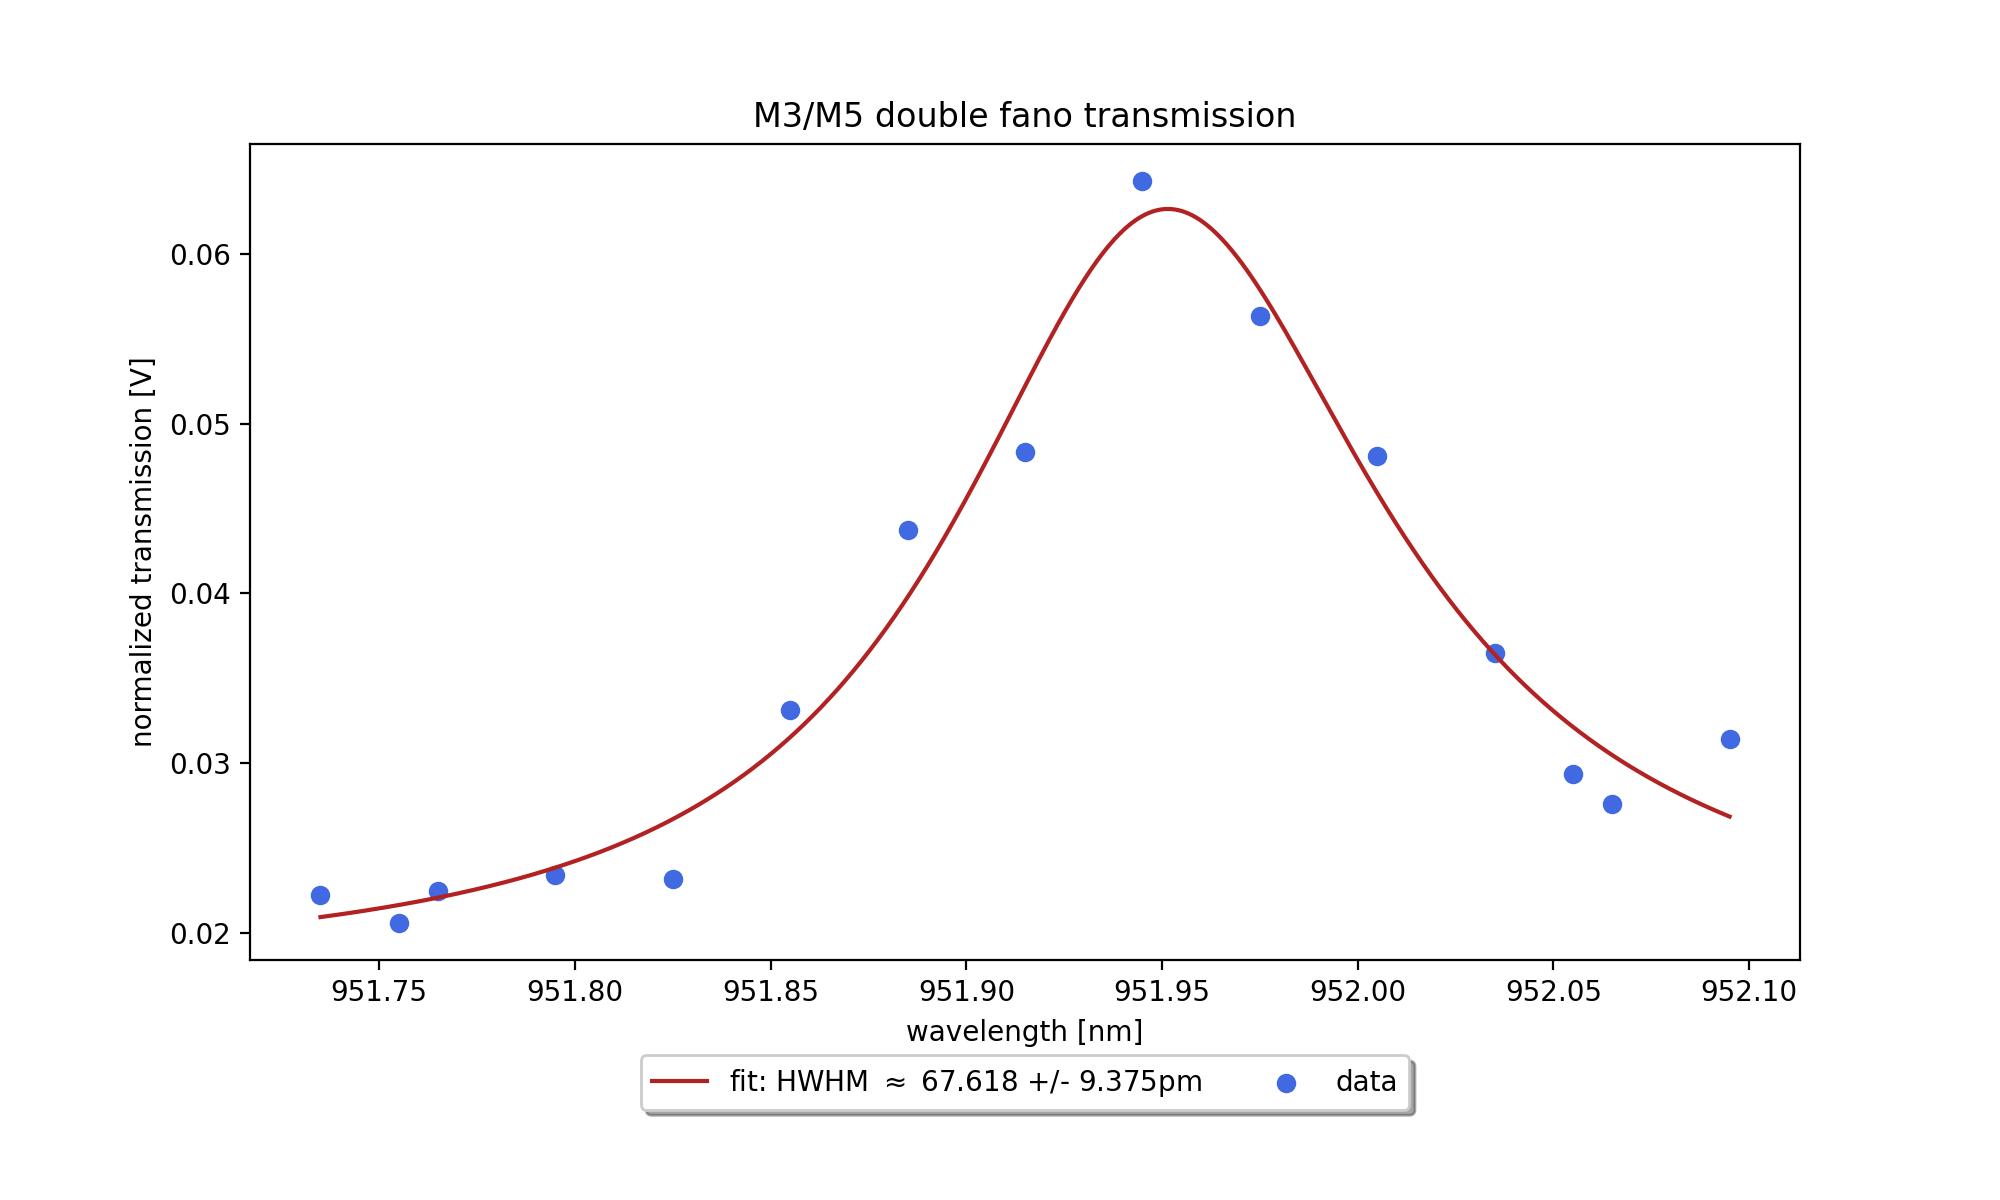 M3/M5 double fano transmission
normalized transmission [V]
0.06
0.05
0.04
0.03
0.02
951.75 951.80 951.85 951.90 951.95 952.00 952.05 952.10
wavelength [nm]
fit: HWHM ≈ 67.618 +/- 9.375pm data